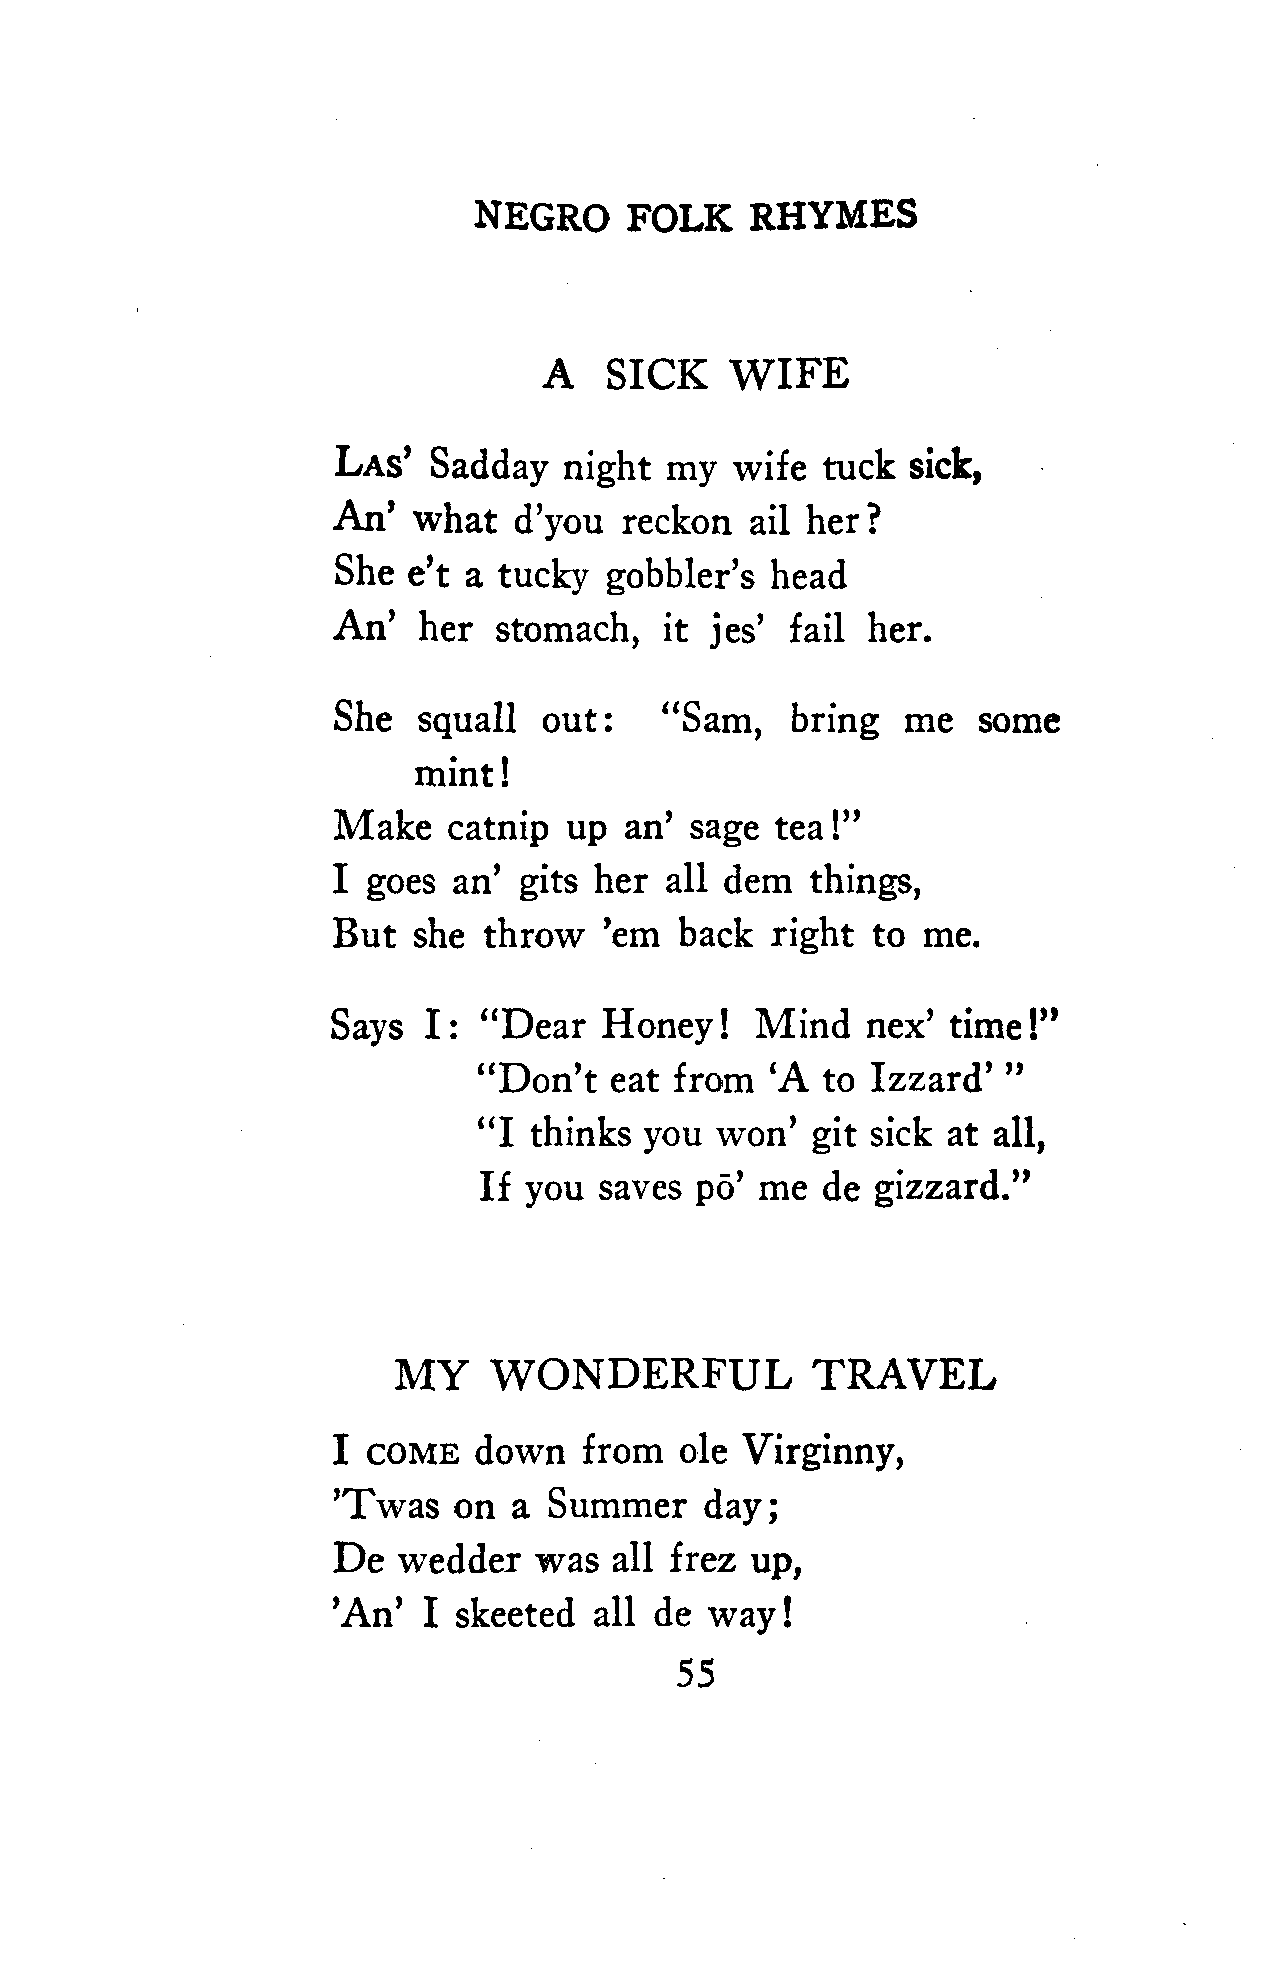 NEGRO FOLK RHYMES
A SICK WIFE
LAS' Sadday night my wife tuck sick,
An' what d'you reckon ail her?
She e't a tucky gobbler's head
An' her stomach, it jes' fail her.
She squall out: "Sam, bring me some
mint!
Make catnip up an' sage tea!"
I goes an' gits her all dem things,
But she throw 'em back right to me.
Says I: "Dear Honey! Mind nex' time!"
"Don't eat from 'A to Izzard' "
"I thinks you won' git sick at all,
If you saves pō' me de gizzard."
MY WONDERFUL TRAVEL
I COME down from ole Virginny,
'Twas on a Summer day;
De wedder was all frez up,
'An' I skeeted all de way!
55